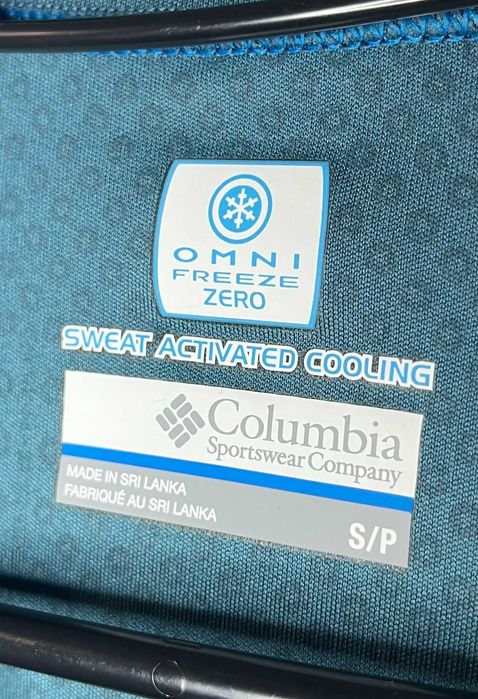 OMNI
FREEZE
ZERO
SWEAT ACTIVATED COOLING
Columbia
Sportswear Company
MADE IN SRI LANKA
FABRIQUÉ AU SRI LANKA
S/P